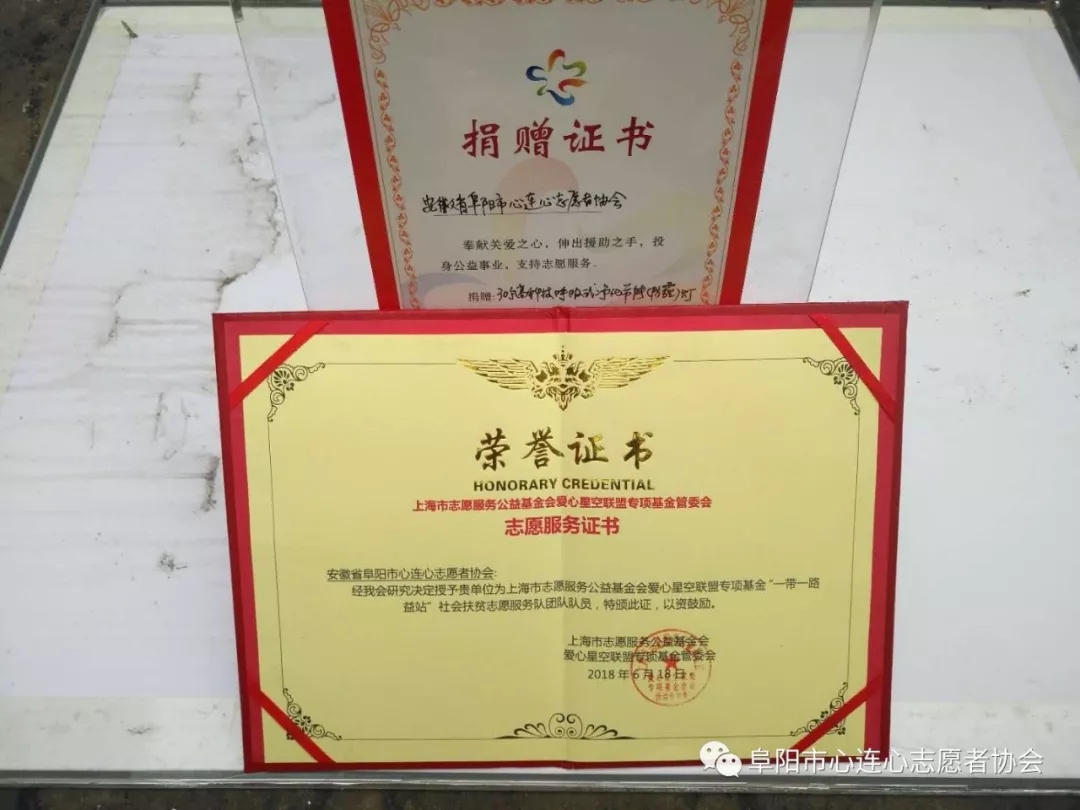 捐赠证书
安徽省阜阳市心连心志愿者协会
奉献关爱之心，伸出援助之手，投
身公益事业，支持志愿服务.
捐赠:
荣誉证书
HONORARY CREDENTIAL
上海市志愿服务公益基金会爱心星空联盟专项基金管委会
志愿服务证书
安徽省阜阳市心连心志愿者协会:
经我会研究决定授予贵单位为上海市志愿服务公益基金会爱心星空联盟专项基金“一带一路
益站”社会扶贫志愿服务队团队队员，特颁此证，以资鼓励。
上海市志愿服务公益基金会
爱心星空联盟专项基金管委会
2018年6月18日
阜阳市心连心志愿者协会